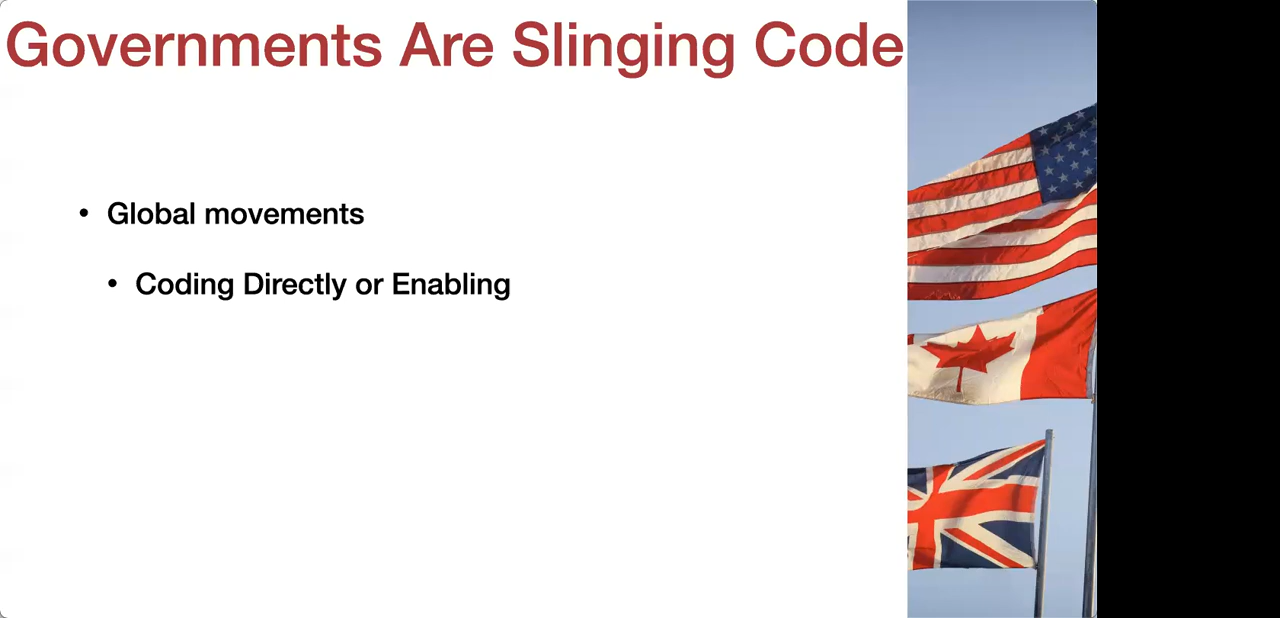 Governments Are Slinging Code
• Global movements
• Coding Directly or Enabling